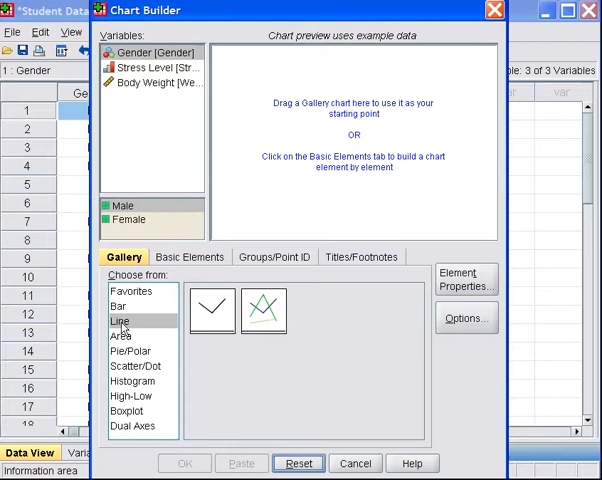 *Student Data
Chart Builder
File Edit View
1 : Gender
le: 3 of 3 Variables
Variables:
Gender [Gender]
Stress Level [Str...
Body Weight [We...
Chart preview uses example data
Drag a Gallery chart here to use it as your
starting point
OR
Click on the Basic Elements tab to build a chart
element by element
Male
Female
Gallery Basic Elements Groups/Point ID Titles/Footnotes
Choose from:
Favorites
Bar
Line
Area
Pie/Polar
Scatter/Dot
Histogram
High-Low
Boxplot
Dual Axes
Element
Properties...
Options...
OK Paste Reset Cancel Help
Ge
var
1
2
3
4
5
6
7
8
9
10
11
12
13
14
15
16
17
18
Data View Varia
Information area